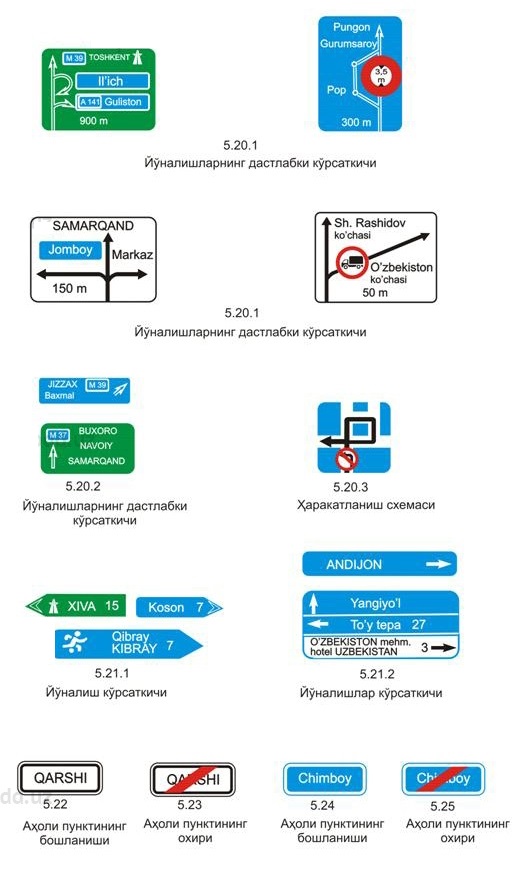 M 39 TOSHKENT
Il'ich
A 141 Guliston
900 m
Pungon
Gurumsaroy
3,5
m
Pop
300 m
5.20.1
Йўналишларнинг дастлабки кўрсаткичи
SAMARQAND
Jomboy
Markaz
150 m
Sh. Rashidov
ko'chasi
O'zbekiston
ko'chasi
50 m
5.20.1
Йўналишларнинг дастлабки кўрсаткичи
JIZZAX M 39
Baxmal
M 37 BUXORO
NAVOIY
SAMARQAND
5.20.2
Йўналишларнинг дастлабки
кўрсаткичи
5.20.3
Ҳаракатланиш схемаси
XIVA 15
Koson 7
Qibray
KIBRAY 7
5.21.1
Йўналиш кўрсаткичи
ANDIJON
Yangiyo'l
To'y tepa 27
O'ZBEKISTON mehm.
hotel UZBEKISTAN 3
5.21.2
Йўналишлар кўрсаткичи
QARSHI
5.22
Аҳоли пунктининг
бошланиши
QARSHI
5.23
Аҳоли пунктининг
охири
Chimboy
5.24
Аҳоли пунктининг
бошланиши
Chimboy
5.25
Аҳоли пунктининг
охири